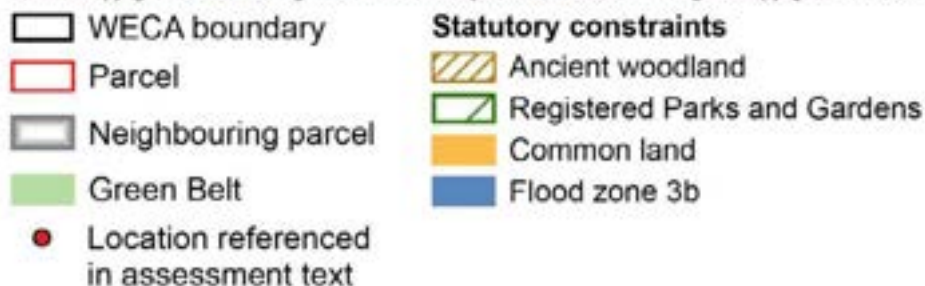 WECA boundary
Parcel
Neighbouring parcel
Green Belt
Location referenced
in assessment text
Statutory constraints
Ancient woodland
Registered Parks and Gardens
Common land
Flood zone 3b